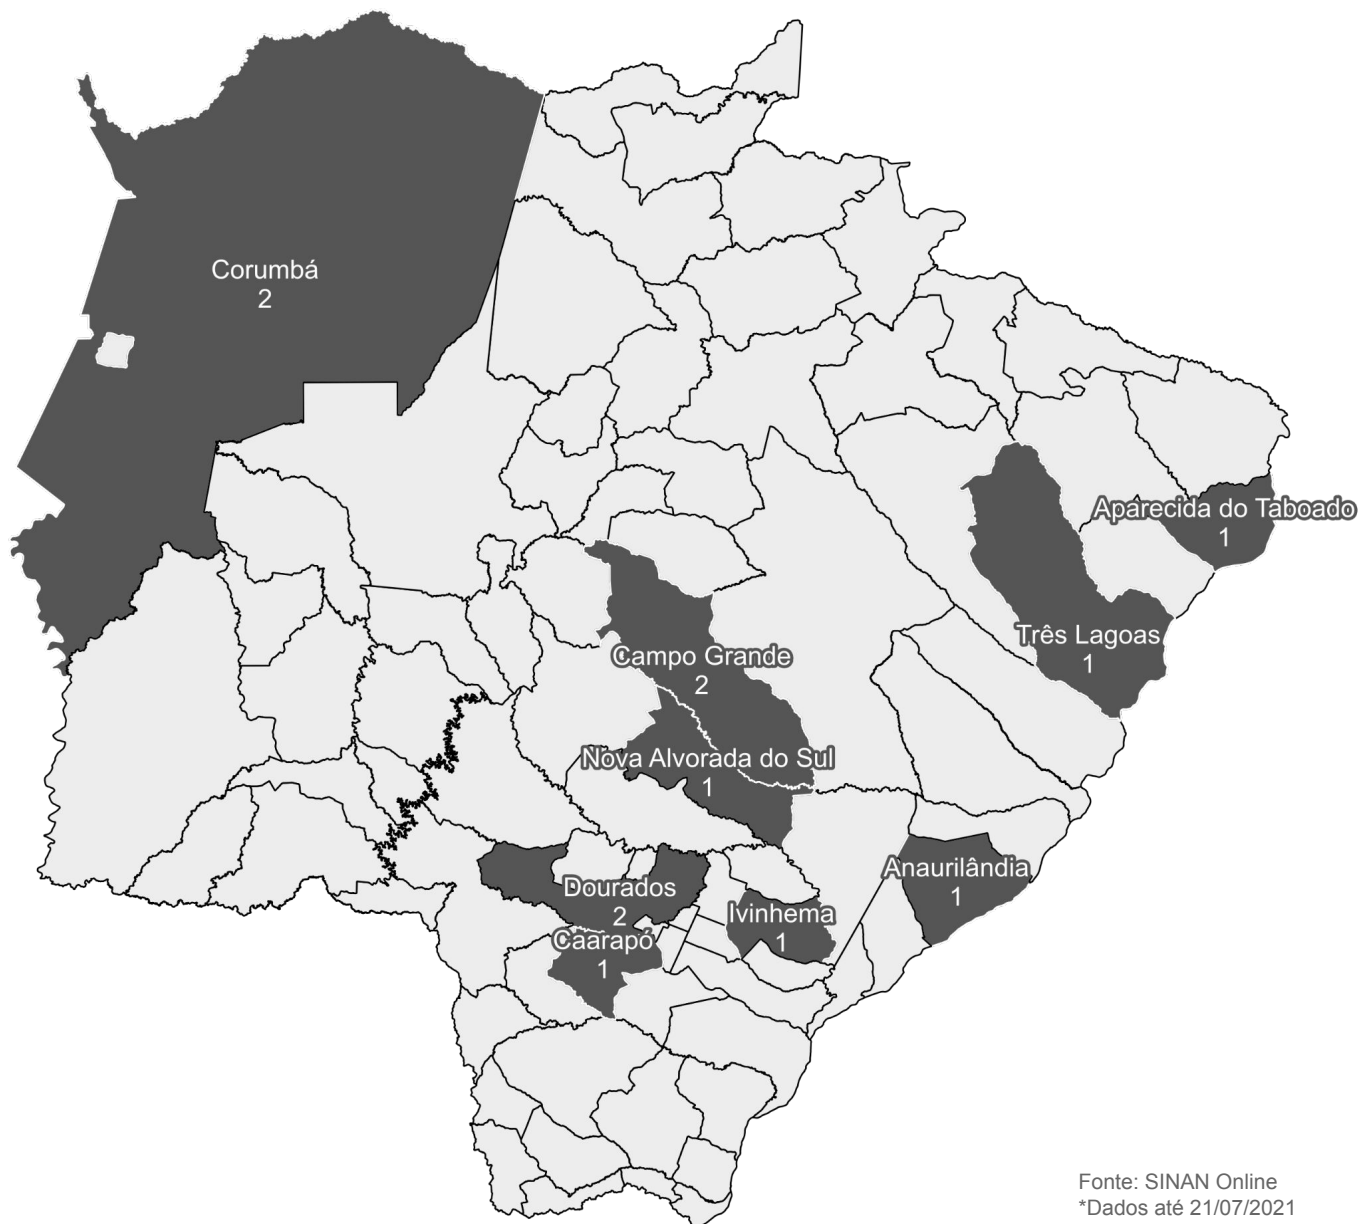 Corumbá
2
Aparecida do Taboado
1
Três Lagoas
1
Campo Grande
2
Nova Alvorada do Sul
1
Anaurilândia
1
Dourados
2
Ivinhema
1
Caarapó
1
Fonte: SINAN Online
*Dados até 21/07/2021